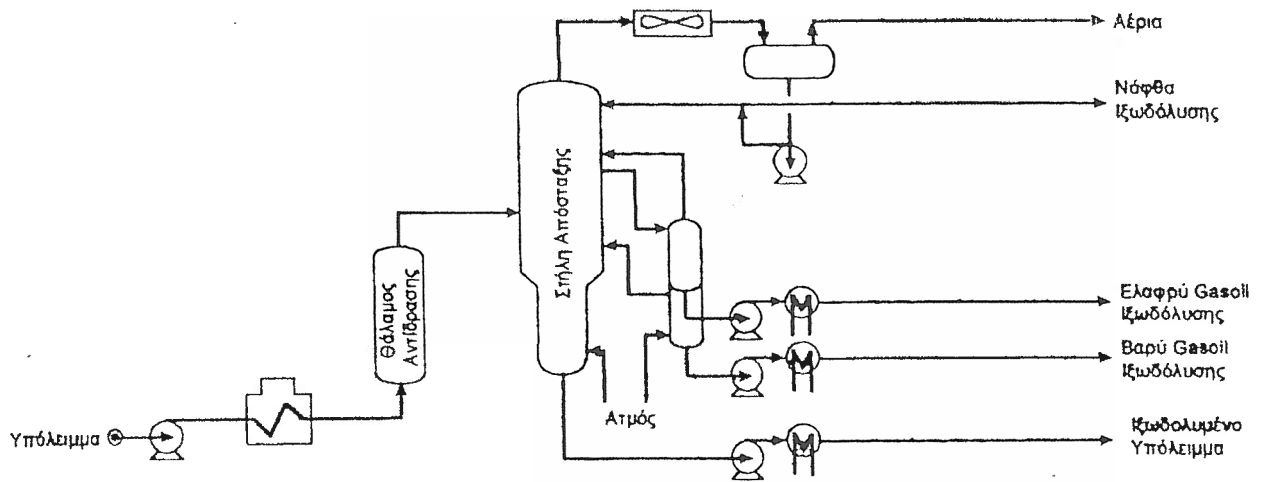 Αέρια
Νάφθα
Ιξωδόλυσης
Στήλη Απόσταξης
Θάλαμος
Αντίδρασης
Ελαφρύ Gasoil
Ιξωδόλυσης
Βαρύ Gasoil
Ιξωδόλυσης
Ατμός
Υπόλειμμα
Ιξωδολυμένο
Υπόλειμμα